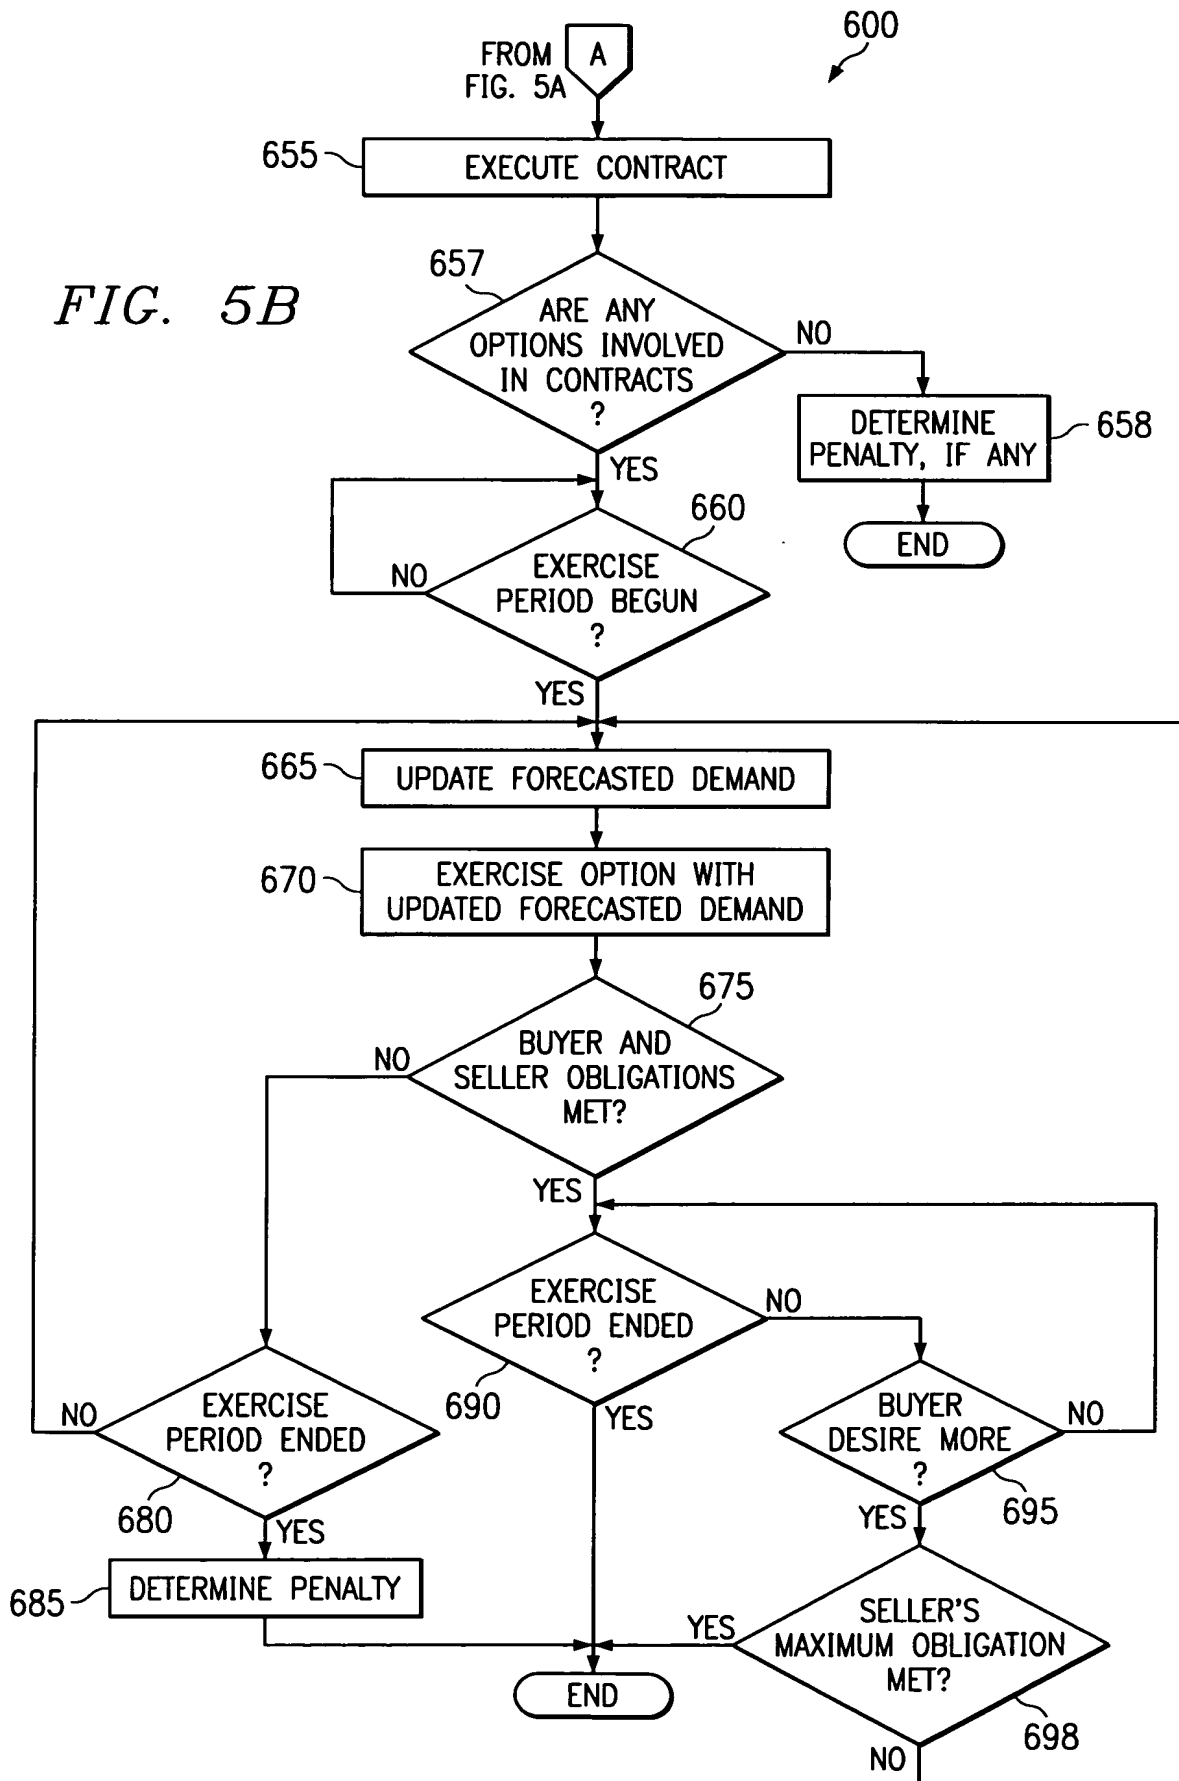 600
FROM
FIG. 5A
A
655
EXECUTE CONTRACT
FIG. 5B
657
ARE ANY
OPTIONS INVOLVED
IN CONTRACTS
?
NO
DETERMINE
PENALTY, IF ANY
658
END
YES
660
EXERCISE
PERIOD BEGUN
?
NO
YES
665
UPDATE FORECASTED DEMAND
670
EXERCISE OPTION WITH
UPDATED FORECASTED DEMAND
675
BUYER AND
SELLER OBLIGATIONS
MET?
NO
YES
EXERCISE
PERIOD ENDED
?
690
NO
YES
BUYER
DESIRE MORE
?
695
NO
YES
EXERCISE
PERIOD ENDED
?
680
NO
YES
685
DETERMINE PENALTY
SELLER'S
MAXIMUM OBLIGATION
MET?
698
YES
NO
END